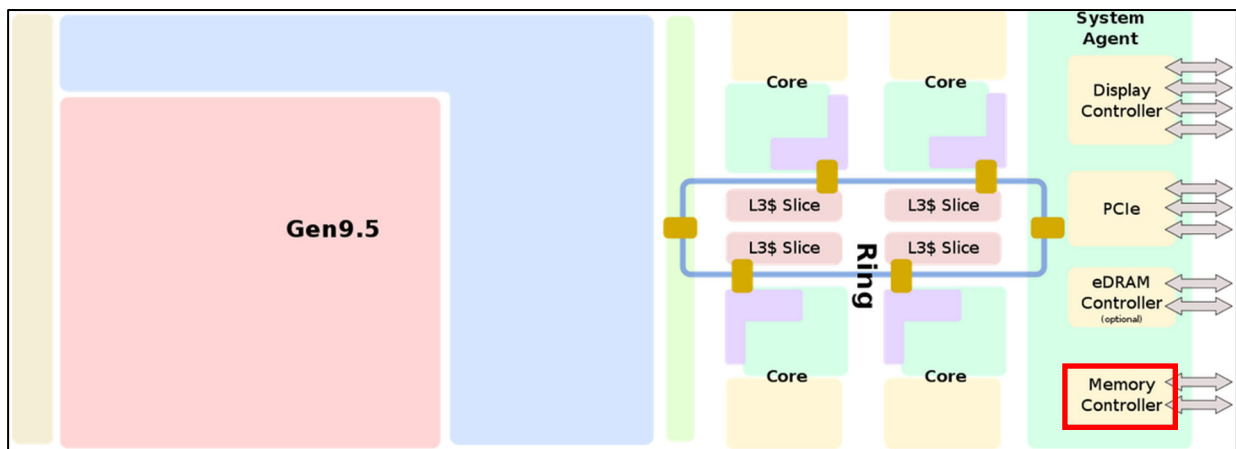 System
Agent
Core
Core
Display
Controller
Gen9.5
L3$ Slice
L3$ Slice
PCIe
L3$ Slice
L3$ Slice
Ring
eDRAM
Controller
(optional)
Core
Core
Memory
Controller